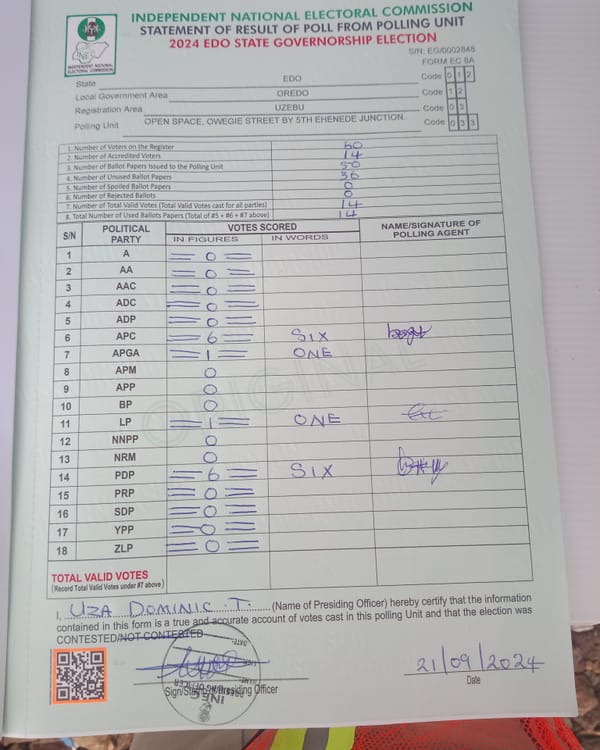 INDEPENDENT NATIONAL ELECTORAL COMMISSION
STATEMENT OF RESULT OF POLL FROM POLLING UNIT
2024 EDO STATE GOVERNORSHIP ELECTION
INEC
INDEPENDENT NATIONAL ELECTORAL COMMISSION
S/N: EG/0002848
FORM EC 8A
State EDO Code 0 1 2
Local Government Area OREDO Code 1 2
Registration Area UZEBU Code 0 3
Polling Unit OPEN SPACE, OWEGIE STREET BY 5TH EHENEDE JUNCTION. Code 0 3 3
1. Number of Voters on the Register 60
2. Number of Accredited Voters 14
3. Number of Ballot Papers Issued to the Polling Unit 50
4. Number of Unused Ballot Papers 36
5. Number of Spoiled Ballot Papers 0
6. Number of Rejected Ballots 0
7. Number of Total Valid Votes (Total Valid Votes cast for all parties) 14
8. Total Number of Used Ballots Papers (Total of #5 + #6 + #7 above) 14
S/N POLITICAL PARTY VOTES SCORED NAME/SIGNATURE OF POLLING AGENT
IN FIGURES IN WORDS
1 A 0
2 AA 0
3 AAC 0
4 ADC 0
5 ADP 0
6 APC 6 SIX
7 APGA 1 ONE
8 APM 0
9 APP 0
10 BP 0
11 LP 1 ONE
12 NNPP 0
13 NRM 0
14 PDP 6 SIX
15 PRP 0
16 SDP 0
17 YPP 0
18 ZLP 0
ORIGINAL
TOTAL VALID VOTES
(Record Total Valid Votes under #7 above)
I, UZA DOMINIC .T. (Name of Presiding Officer) hereby certify that the information
contained in this form is a true and accurate account of votes cast in this polling Unit and that the election was
CONTESTED/NOT CONTESTED
DATE
PRESIDING OFFICER
INEC
Sign/Stamp of Presiding Officer
21/09/2024
Date